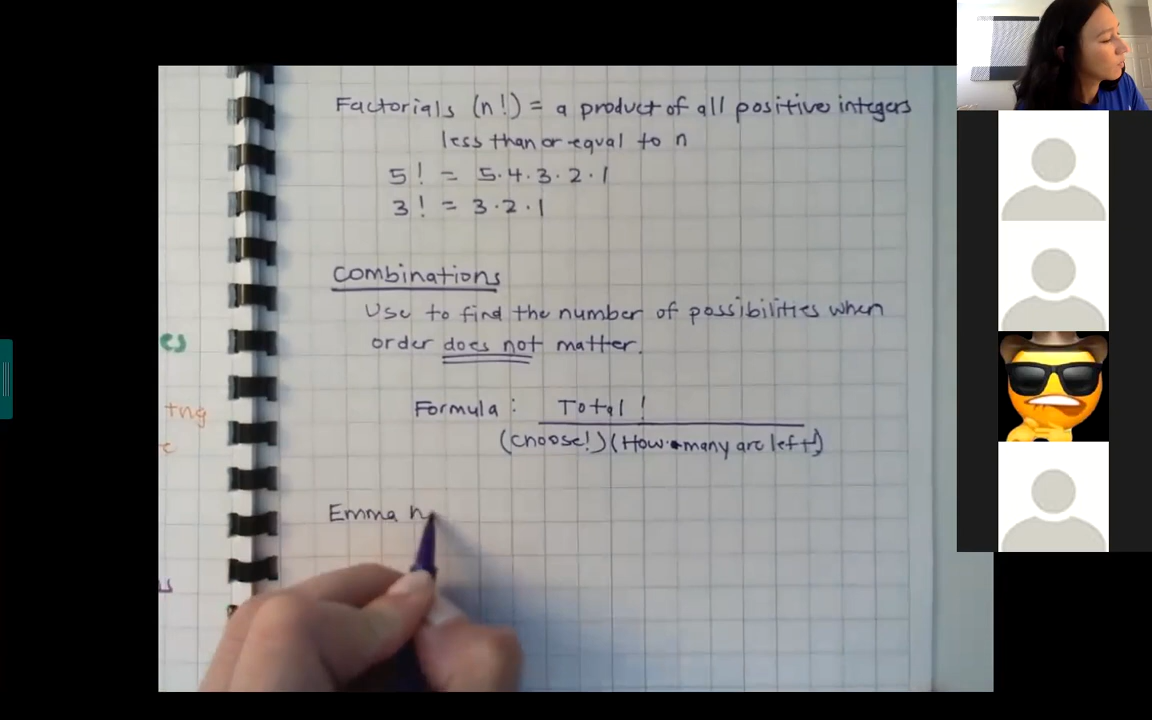 Factorials (n!) = a product of all positive integers
less than or equal to n
5! = 5·4·3·2·1
3! = 3·2·1
Combinations
Use to find the number of possibilities when
order does not matter.
Formula: Total!
(Choose!)(How many are left!)
Emma h
es
tng
e